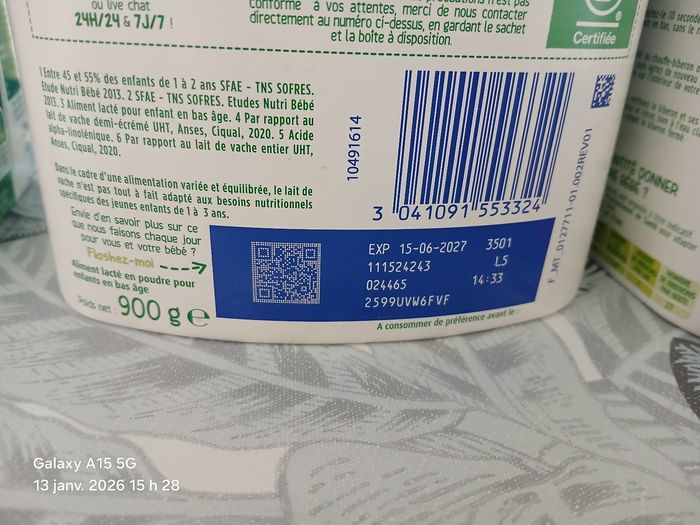 ou live chat
24H/24 & 7J/7 !
conforme à vos attentes, merci de nous contacter
directement au numéro ci-dessus, en gardant le sachet
et la boîte à disposition.
Certifiée
1 Entre 45 et 55% des enfants de 1 à 2 ans SFAE - TNS SOFRES.
Etude Nutri Bébé 2013. 2 SFAE - TNS SOFRES. Etudes Nutri Bébé
2013. 3 Aliment lacté pour enfant en bas âge. 4 Par rapport au
lait de vache demi-écrémé UHT, Anses, Ciqual, 2020. 5 Acide
alpha-linolénique. 6 Par rapport au lait de vache entier UHT,
Anses, Ciqual, 2020.
Dans le cadre d'une alimentation variée et équilibrée, le lait de
vache n'est pas tout à fait adapté aux besoins nutritionnels
spécifiques des jeunes enfants de 1 à 3 ans.
Envie d'en savoir plus sur ce
que nous faisons chaque jour
pour vous et votre bébé ?
Flashez-moi
Aliment lacté en poudre pour
enfants en bas âge
Poids net : 900 g e
10491614
3 041091 553324
EXP 15-06-2027 3501
111524243 L5
024465 14:33
2599UVW6FVF
A consommer de préférence avant le :
F_MT_0127711-01.002REV01
Galaxy A15 5G
13 janv. 2026 15 h 28